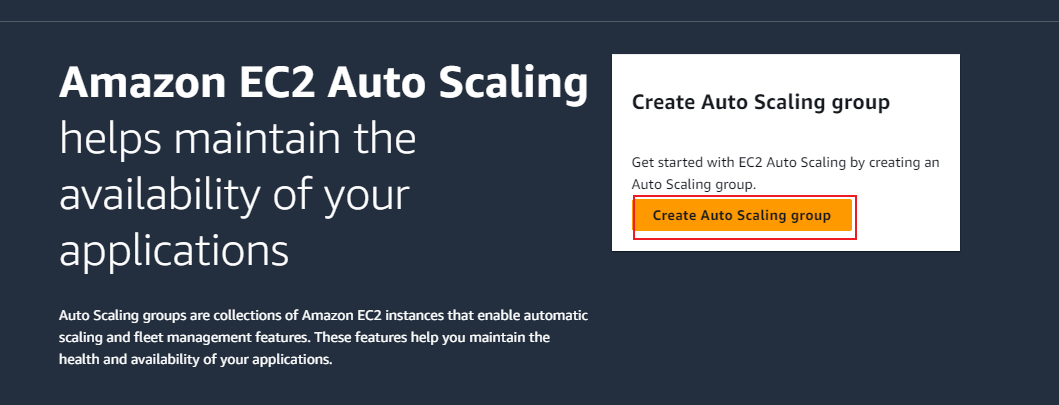 Amazon EC2 Auto Scaling
helps maintain the
availability of your
applications
Auto Scaling groups are collections of Amazon EC2 instances that enable automatic
scaling and fleet management features. These features help you maintain the
health and availability of your applications.
Create Auto Scaling group
Get started with EC2 Auto Scaling by creating an
Auto Scaling group.
Create Auto Scaling group